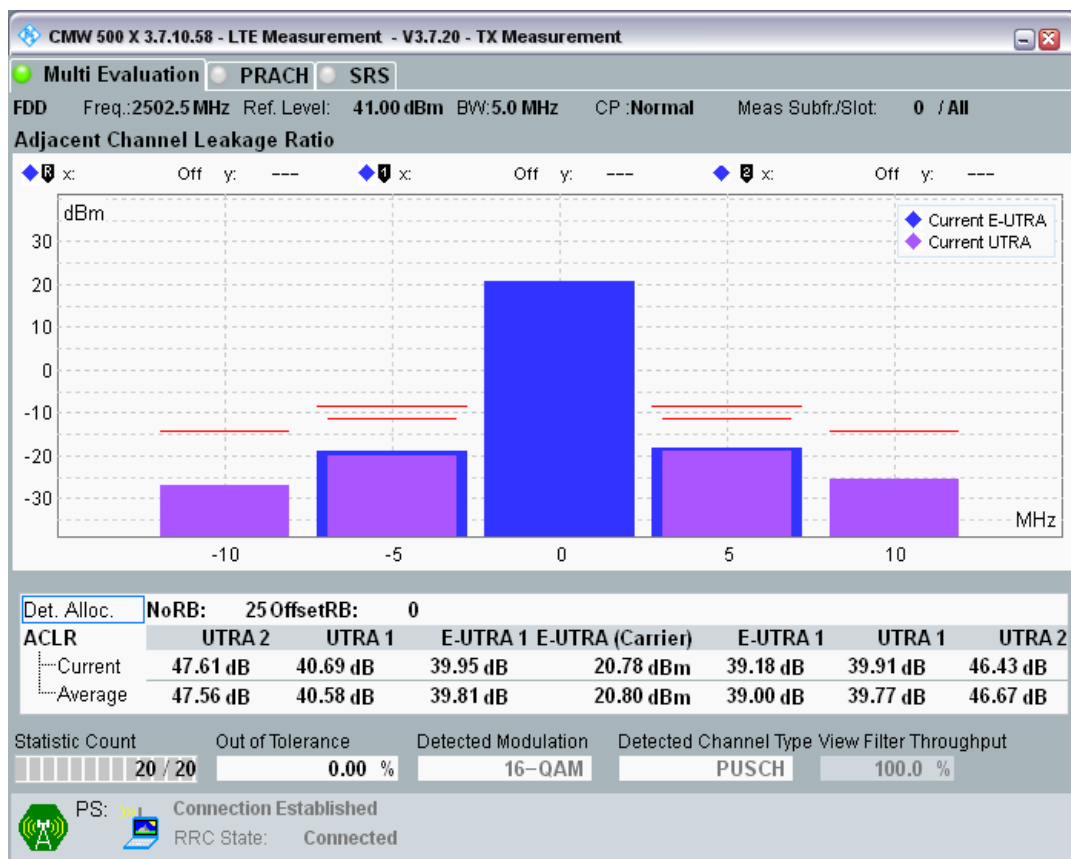 CMW 500 X 3.7.10.58 - LTE Measurement - V3.7.20 - TX Measurement
Multi Evaluation PRACH SRS
FDD Freq.:2502.5 MHz Ref. Level: 41.00 dBm BW:5.0 MHz CP :Normal Meas Subfr./Slot: 0 / All
Adjacent Channel Leakage Ratio
R x: Off y: --- 1 x: Off y: --- 2 x: Off y: ---
dBm
Current E-UTRA
Current UTRA
30
20
10
0
-10
-20
-30
MHz
-10 -5 0 5 10
Det. Alloc. NoRB: 25 OffsetRB: 0
ACLR UTRA 2 UTRA 1 E-UTRA 1 E-UTRA (Carrier) E-UTRA 1 UTRA 1 UTRA 2
Current 47.61 dB 40.69 dB 39.95 dB 20.78 dBm 39.18 dB 39.91 dB 46.43 dB
Average 47.56 dB 40.58 dB 39.81 dB 20.80 dBm 39.00 dB 39.77 dB 46.67 dB
Statistic Count Out of Tolerance Detected Modulation Detected Channel Type View Filter Throughput
20 / 20 0.00 % 16-QAM PUSCH 100.0 %
PS: Connection Established
RRC State: Connected